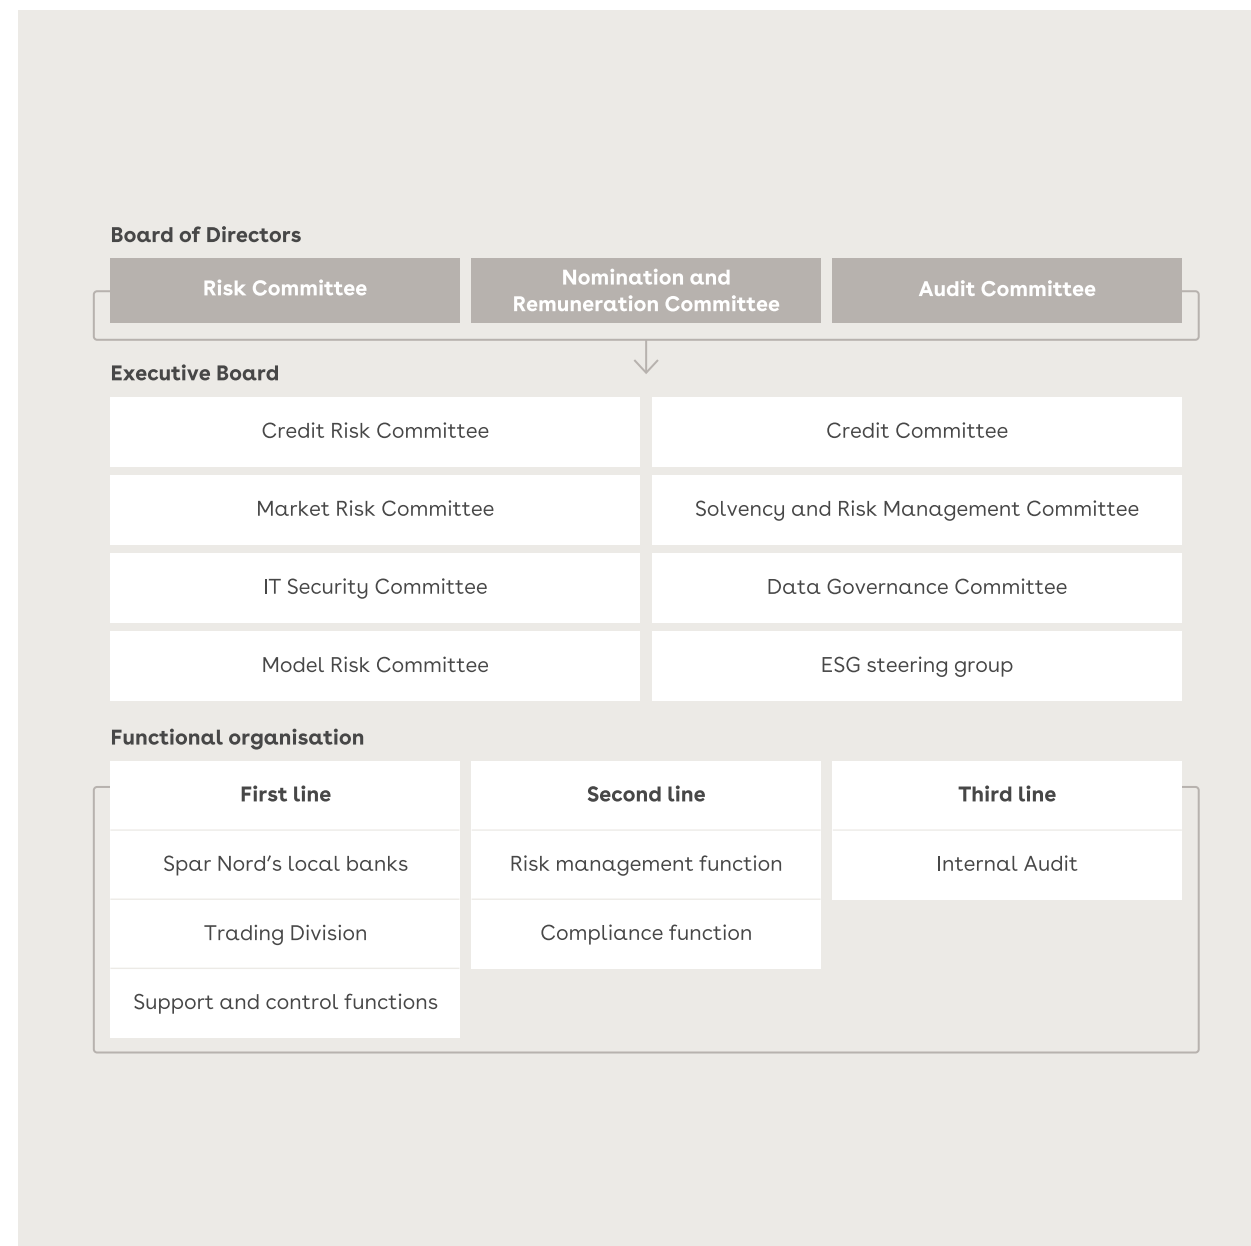 Board of Directors
Risk Committee
Nomination and
Remuneration Committee
Audit Committee
Executive Board
Credit Risk Committee
Credit Committee
Market Risk Committee
Solvency and Risk Management Committee
IT Security Committee
Data Governance Committee
Model Risk Committee
ESG steering group
Functional organisation
First line
Second line
Third line
Spar Nord’s local banks
Risk management function
Internal Audit
Trading Division
Compliance function
Support and control functions